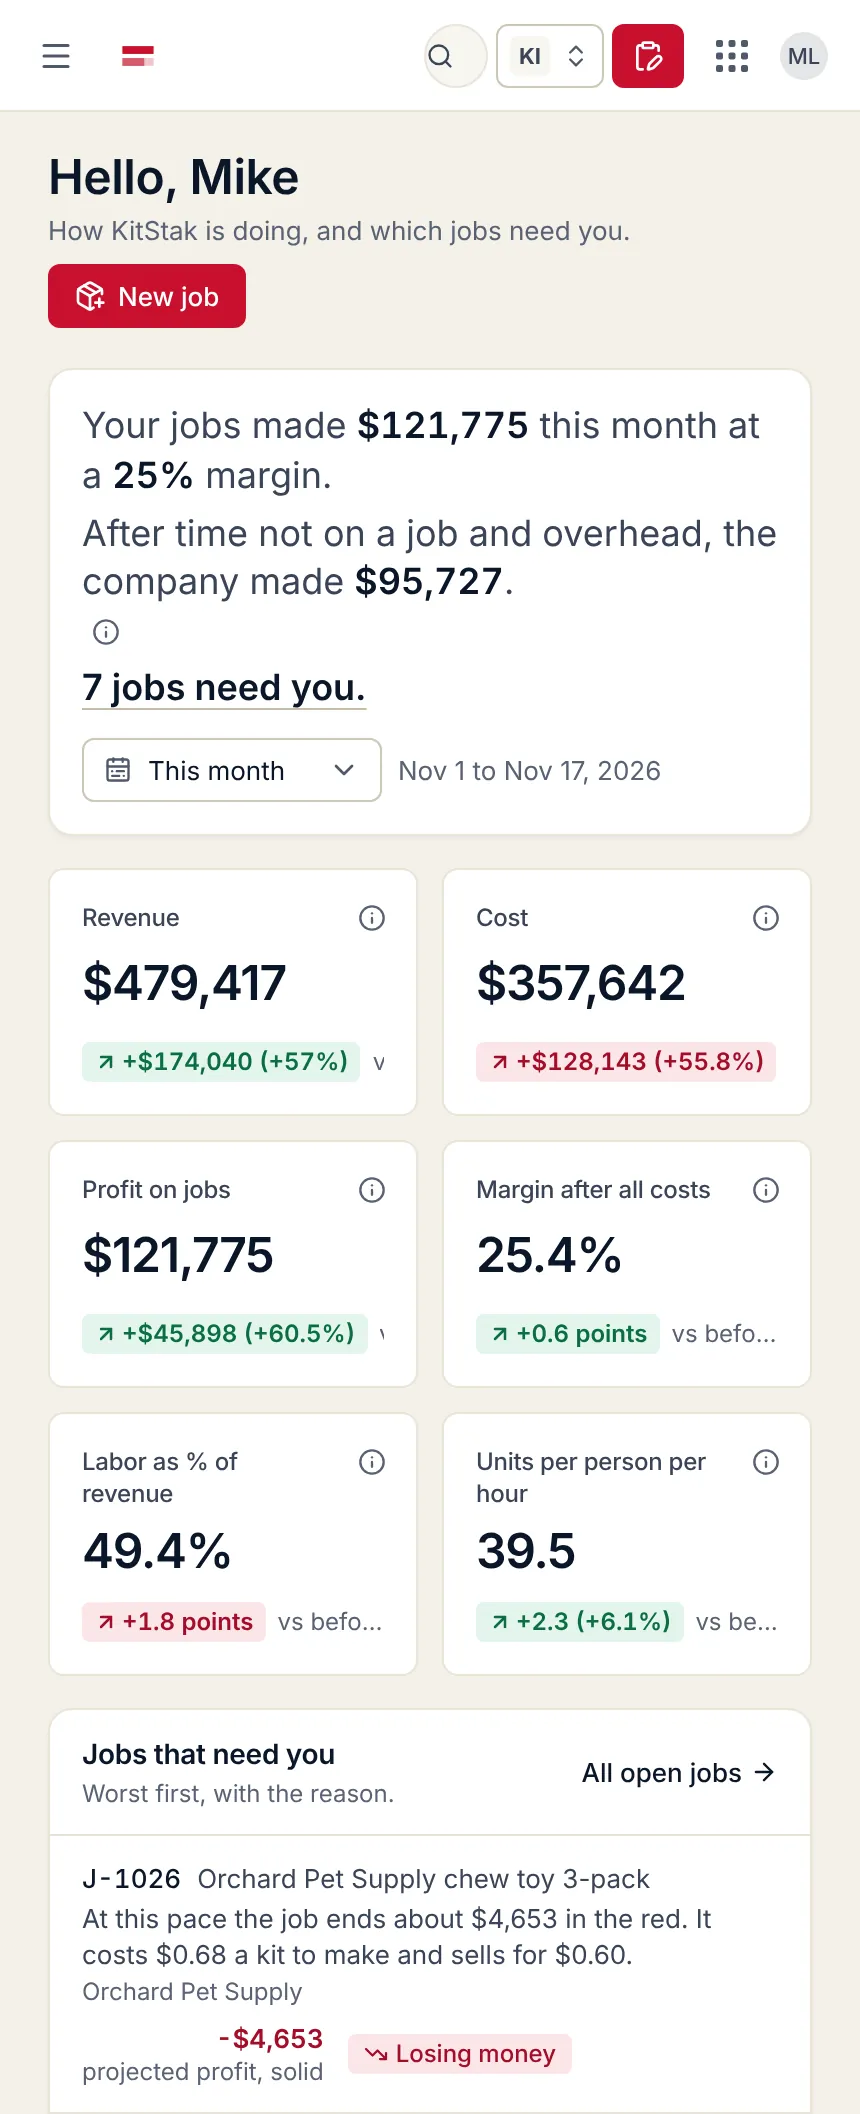 KI
ML
Hello, Mike
How KitStak is doing, and which jobs need you.
New job
Your jobs made $121,775 this month at
a 25% margin.
After time not on a job and overhead, the
company made $95,727.
7 jobs need you.
This month
Nov 1 to Nov 17, 2026
Revenue
$479,417
+$174,040 (+57%) v
Cost
$357,642
+$128,143 (+55.8%)
Profit on jobs
$121,775
+$45,898 (+60.5%)
Margin after all costs
25.4%
+0.6 points vs befo...
Labor as % of
revenue
49.4%
+1.8 points vs befo...
Units per person per
hour
39.5
+2.3 (+6.1%) vs be...
Jobs that need you
Worst first, with the reason.
All open jobs →
J-1026 Orchard Pet Supply chew toy 3-pack
At this pace the job ends about $4,653 in the red. It
costs $0.68 a kit to make and sells for $0.60.
Orchard Pet Supply
-$4,653
projected profit, solid
Losing money